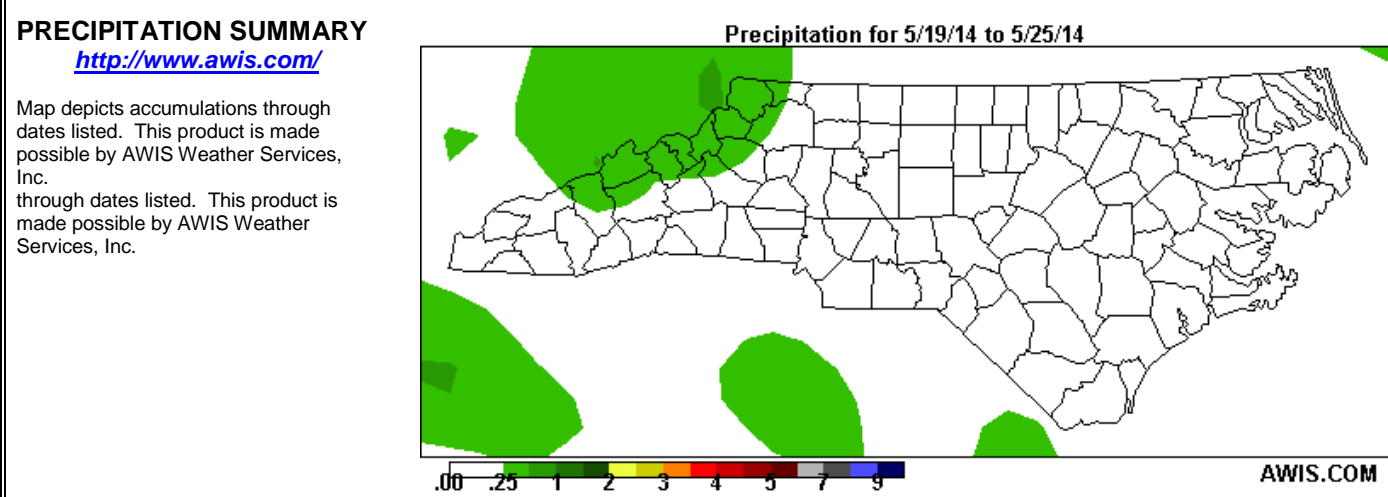 PRECIPITATION SUMMARY
http://www.awis.com/
Map depicts accumulations through
dates listed. This product is made
possible by AWIS Weather Services,
Inc.
through dates listed. This product is
made possible by AWIS Weather
Services, Inc.
Precipitation for 5/19/14 to 5/25/14
.00 .25 1 2 3 4 5 7 9
AWIS.COM